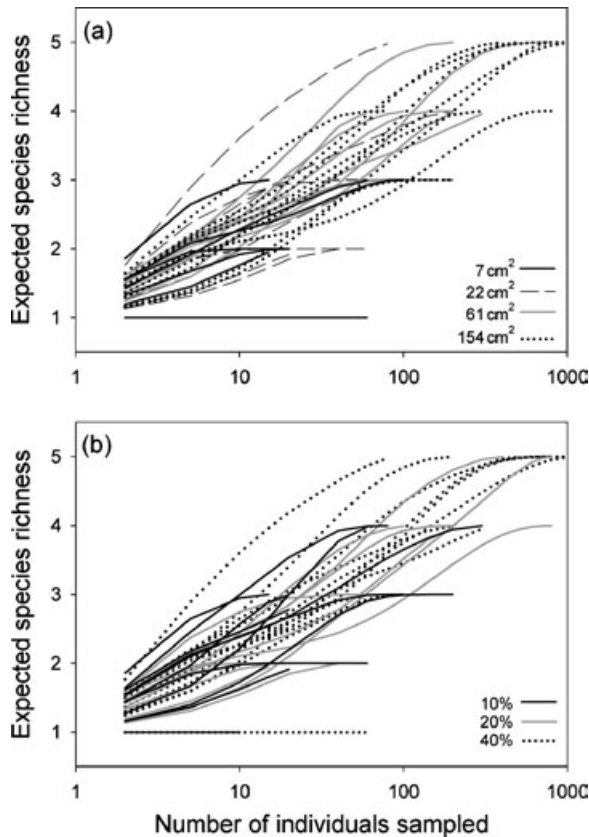 (a)
Expected species richness
5
4
3
2
1
7 cm²
22 cm²
61 cm²
154 cm²
1
10
100
1000
(b)
Expected species richness
5
4
3
2
1
10%
20%
40%
1
10
100
1000
Number of individuals sampled